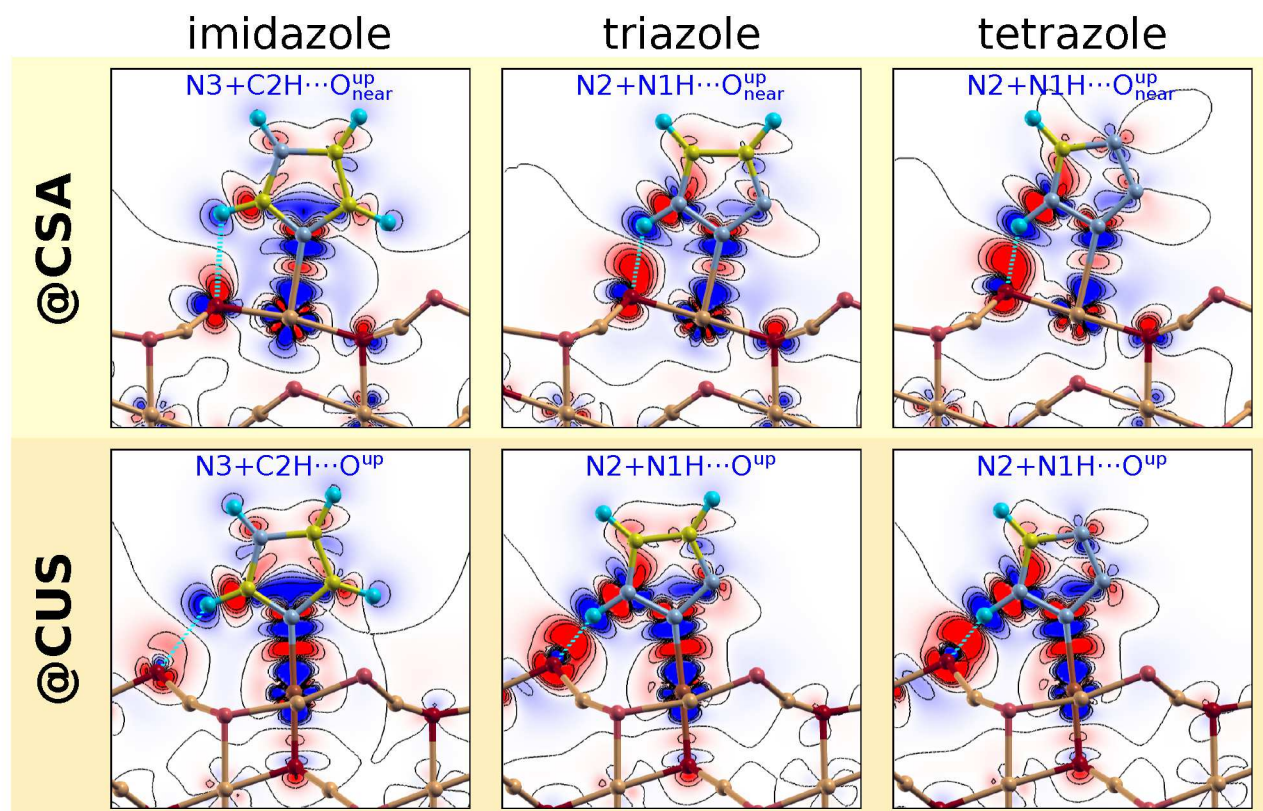 imidazole triazole tetrazole
@CSA
N3+C2H···O^up_near N2+N1H···O^up_near N2+N1H···O^up_near
@CUS
N3+C2H···O^up N2+N1H···O^up N2+N1H···O^up